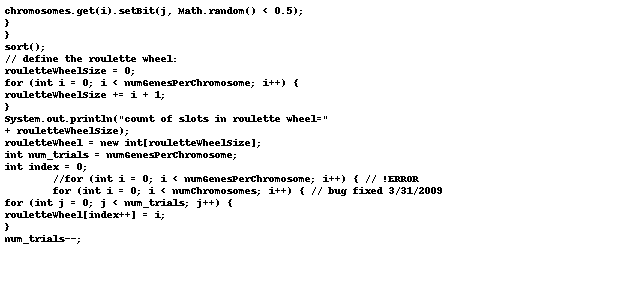 chromosomes.get(i).setBit(j, Math.random() < 0.5);
}
}
sort();
// define the roulette wheel:
rouletteWheelSize = 0;
for (int i = 0; i < numGenesPerChromosome; i++) {
rouletteWheelSize += i + 1;
}
System.out.println("count of slots in roulette wheel="
+ rouletteWheelSize);
rouletteWheel = new int[rouletteWheelSize];
int num_trials = numGenesPerChromosome;
int index = 0;
//for (int i = 0; i < numGenesPerChromosome; i++) { // !ERROR
for (int i = 0; i < numChromosomes; i++) { // bug fixed 3/31/2009
for (int j = 0; j < num_trials; j++) {
rouletteWheel[index++] = i;
}
num_trials--;